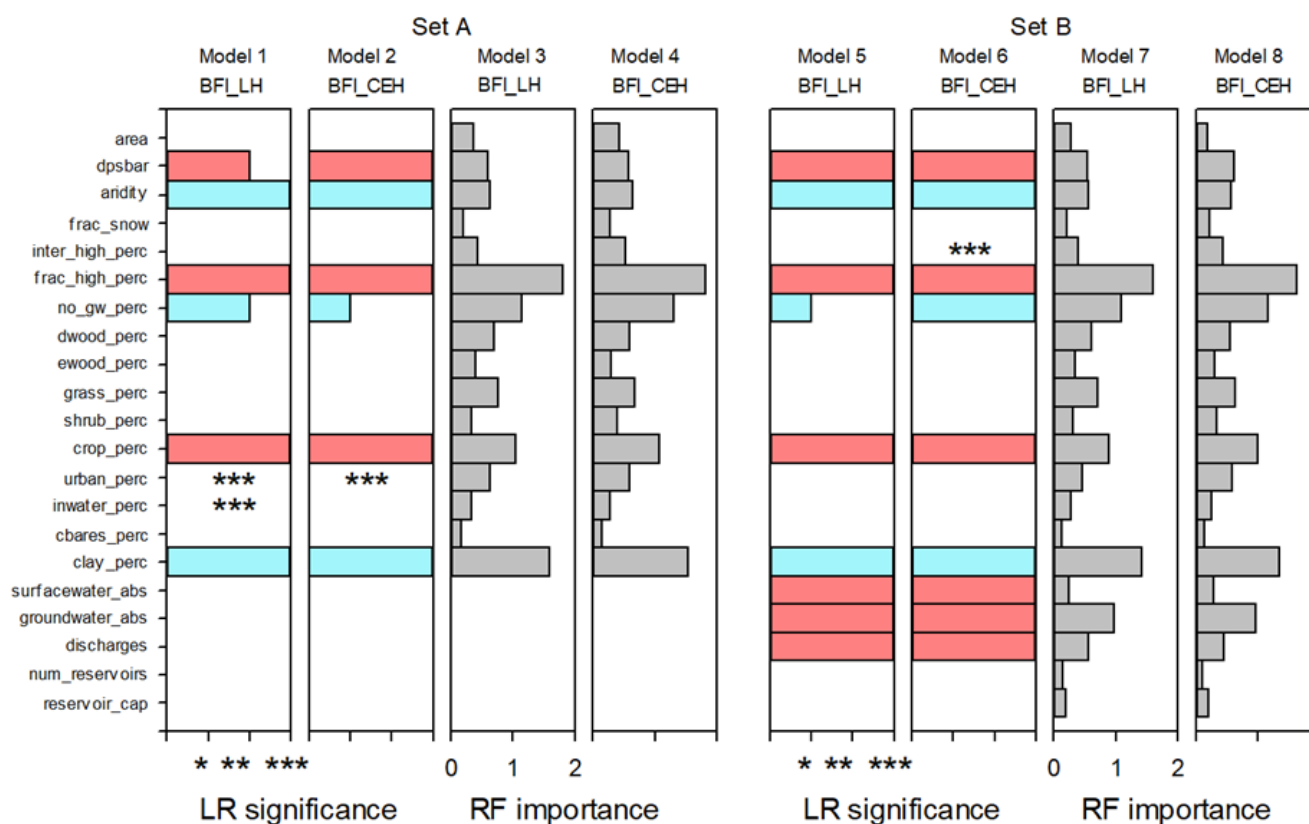 Set A Set B
Model 1 Model 2 Model 3 Model 4 Model 5 Model 6 Model 7 Model 8
BFI_LH BFI_CEH BFI_LH BFI_CEH BFI_LH BFI_CEH BFI_LH BFI_CEH
area
dpsbar
aridity
frac_snow
inter_high_perc ***
frac_high_perc
no_gw_perc
dwood_perc
ewood_perc
grass_perc
shrub_perc
crop_perc
urban_perc *** ***
inwater_perc ***
cbares_perc
clay_perc
surfacewater_abs
groundwater_abs
discharges
num_reservoirs
reservoir_cap
* ** *** 0 1 2 * ** *** 0 1 2
LR significance RF importance LR significance RF importance